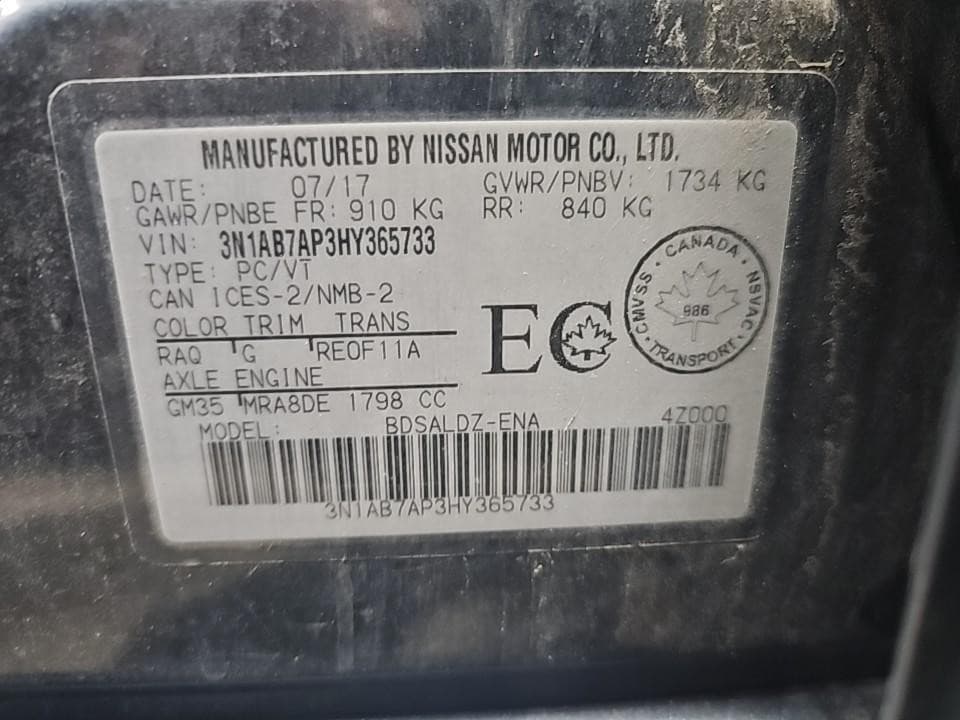 MANUFACTURED BY NISSAN MOTOR CO., LTD.
DATE: 07/17 GVWR/PNBV: 1734 KG
GAWR/PNBE FR: 910 KG RR: 840 KG
VIN: 3N1AB7AP3HY365733
TYPE: PC/VT
CAN ICES-2/NMB-2
COLOR TRIM TRANS
RAQ G RE0F11A
AXLE ENGINE
GM35 MRA8DE 1798 CC
MODEL: BDSALDZ-ENA 4Z000
3N1AB7AP3HY365733
EC
CANADA
NSVAC
TRANSPORT
CMVSS
986